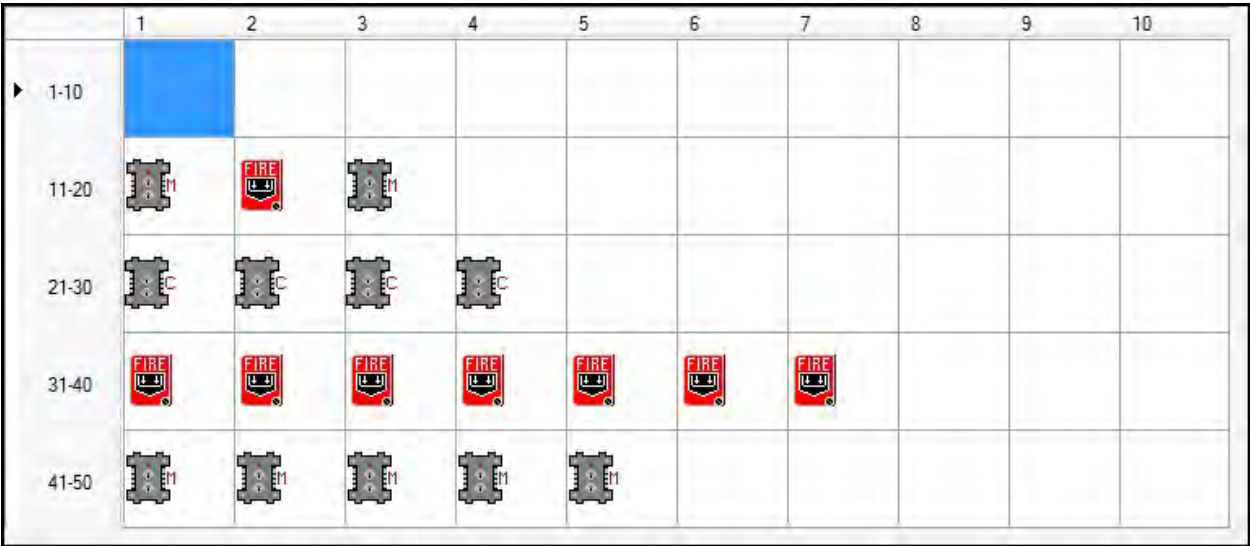 1 2 3 4 5 6 7 8 9 10
1-10
11-20 M FIRE M
21-30 C C C C
31-40 FIRE FIRE FIRE FIRE FIRE FIRE FIRE
41-50 M M M M M